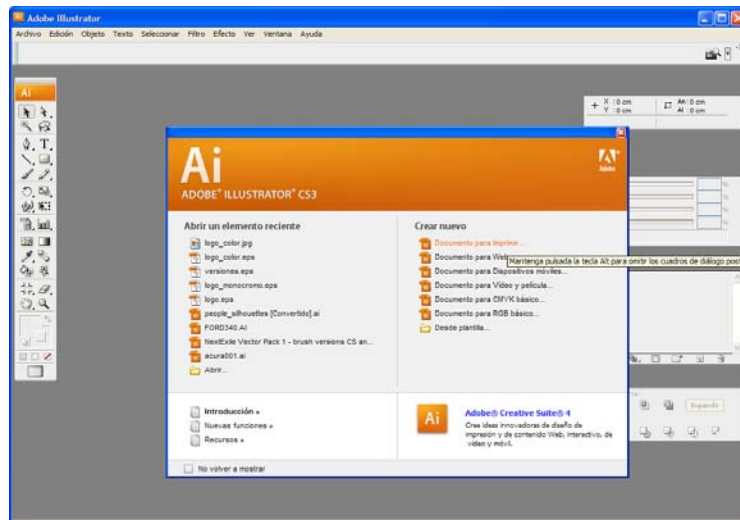 Adobe Illustrator
Archivo Edición Objeto Texto Seleccionar Filtro Efecto Ver Ventana Ayuda
Ai
X : 0 cm
Y : 0 cm
An : 0 cm
Al : 0 cm
Ai
ADOBE® ILLUSTRATOR® CS3
Adobe
Abrir un elemento reciente
logo_color.jpg
logo_color.eps
versiones.eps
logo_monocromo.eps
logo.eps
people_silhouettes [Convertido].ai
FORD340.AI
NextExile Vector Pack 1 - brush versions CS an...
acura001.ai
Abrir...
Crear nuevo
Documento para Imprimir...
Documento para Web
Mantenga pulsada la tecla Alt para omitir los cuadros de diálogo post
Documento para Dispositivos móviles...
Documento para Vídeo y película...
Documento para CMYK básico...
Documento para RGB básico...
Desde plantilla...
Introducción »
Nuevas funciones »
Recursos »
Ai
Adobe® Creative Suite® 4
Cree ideas innovadoras de diseño de
impresión y de contenido Web, interactivo, de
vídeo y móvil.
No volver a mostrar
Expandir